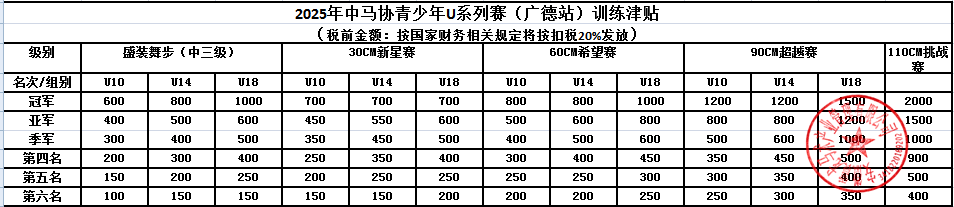 2025年中马协青少年U系列赛（广德站）训练津贴
（税前金额：按国家财务相关规定将按扣税20%发放）
级别 盛装舞步（中三级） 30CM新星赛 60CM希望赛 90CM超越赛 110CM挑战赛
名次/组别 U10 U14 U18 U10 U14 U18 U10 U14 U18 U10 U14 U18
冠军 600 800 1000 700 700 700 800 800 1000 1200 1200 1500 2000
亚军 400 500 600 450 550 600 500 600 800 800 800 1200 1500
季军 300 400 500 350 450 500 400 500 600 500 600 1000 1000
第四名 200 300 400 250 350 400 300 400 450 350 450 500 900
第五名 150 200 250 200 200 250 200 250 300 300 350 400 500
第六名 100 150 150 150 150 200 200 200 250 250 300 350 400